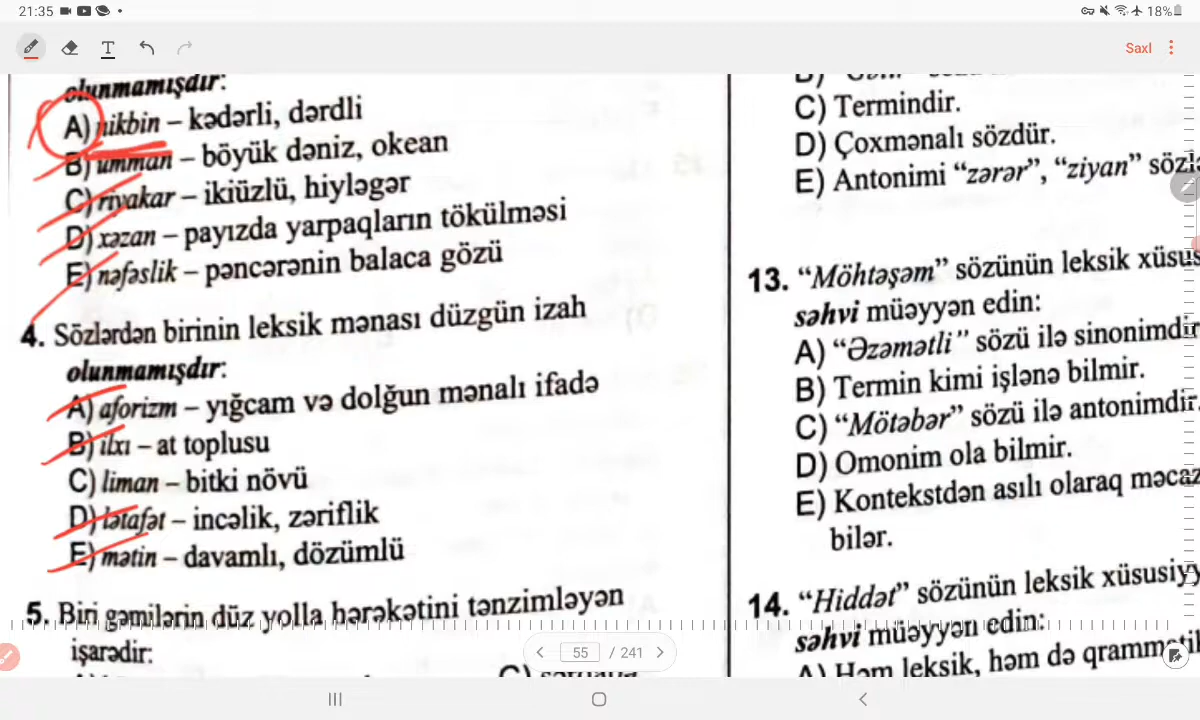 21:35
18%
Saxl
olunmamışdır:
A) nikbin – kədərli, dərdli
B) ümman – böyük dəniz, okean
C) riyakar – ikiüzlü, hiyləgər
D) xəzan – payızda yarpaqların tökülməsi
E) nəfəslik – pəncərənin balaca gözü
4. Sözlərdən birinin leksik mənası düzgün izah
olunmamışdır:
A) aforizm – yığcam və dolğun mənalı ifadə
B) ilxı – at toplusu
C) liman – bitki növü
D) lətafət – incəlik, zəriflik
E) mətin – davamlı, dözümlü
5. Biri gəmilərin düz yolla hərəkətini tənzimləyən
işarədir:
C) Termindir.
D) Çoxmənalı sözdür.
E) Antonimi “zərər”, “ziyan”
13. “Möhtəşəm” sözünün leksik xüsus
səhvi müəyyən edin:
A) “Əzəmətli” sözü ilə sinonimdir
B) Termin kimi işlənə bilmir.
C) “Mötəbər” sözü ilə antonimdir.
D) Omonim ola bilmir.
E) Kontekstdən asılı olaraq məcaz
bilər.
14. “Hiddət” sözünün leksik xüsusiyy
səhvi müəyyən edin:
A) Həm leksik, həm də qrammatik
55 / 241